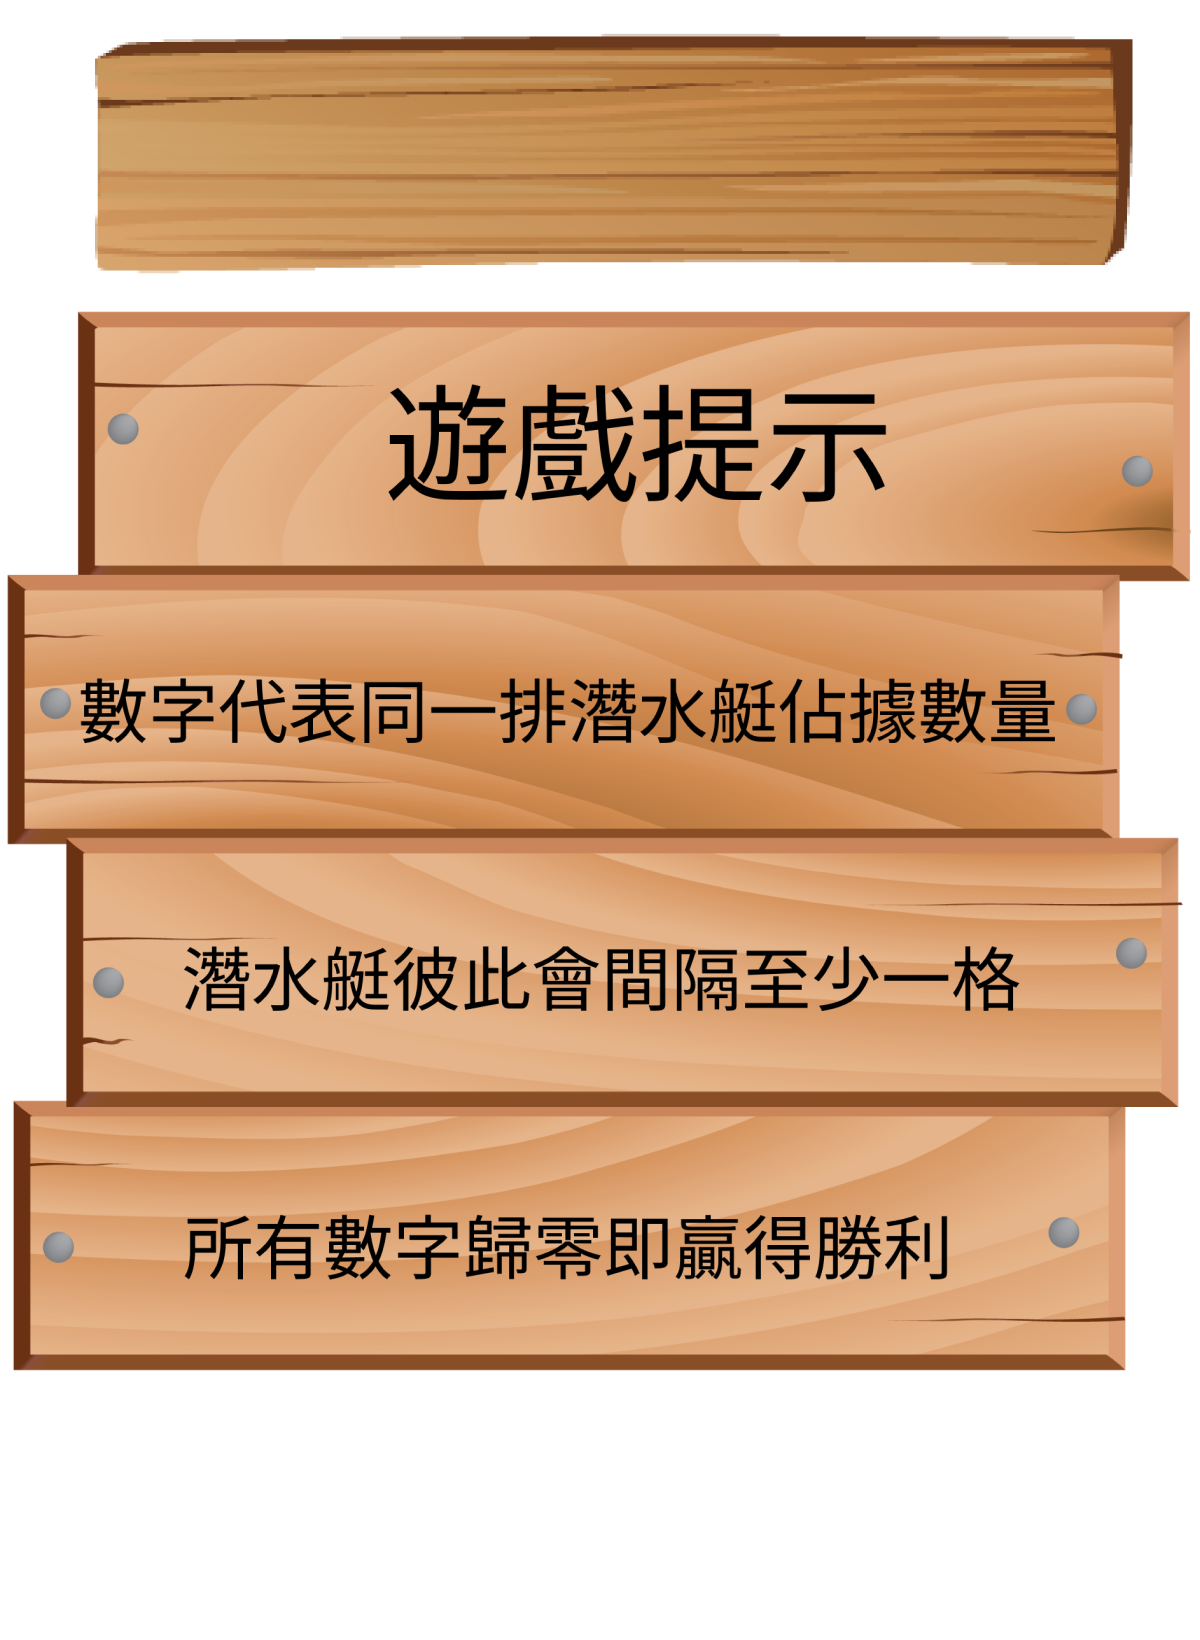 遊戲提示
數字代表同一排潛水艇佔據數量
潛水艇彼此會間隔至少一格
所有數字歸零即贏得勝利